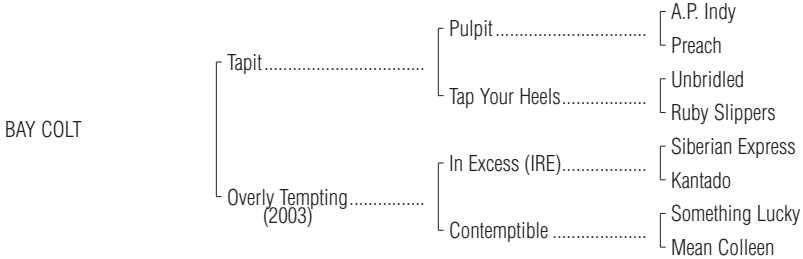 A.P. Indy
Pulpit................................
Preach
Tapit..................................
Unbridled
Tap Your Heels..................
Ruby Slippers
BAY COLT
Siberian Express
In Excess (IRE)..................
Kantado
Overly Tempting................
(2003)
Something Lucky
Contemptible ....................
Mean Colleen